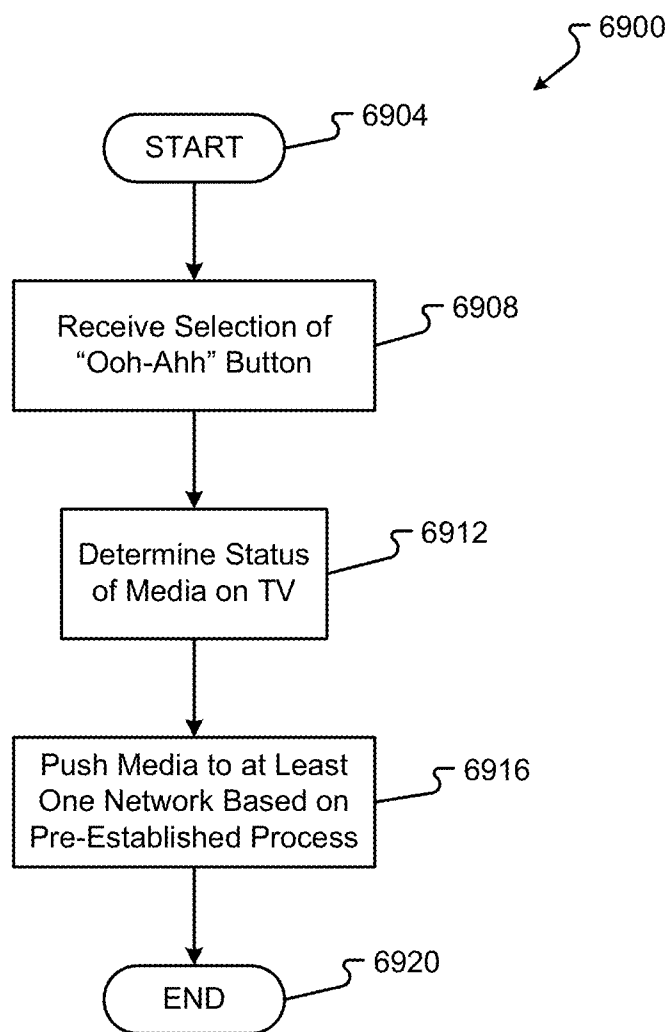 6900
START
6904
Receive Selection of
“Ooh-Ahh” Button
6908
Determine Status
of Media on TV
6912
Push Media to at Least
One Network Based on
Pre-Established Process
6916
END
6920